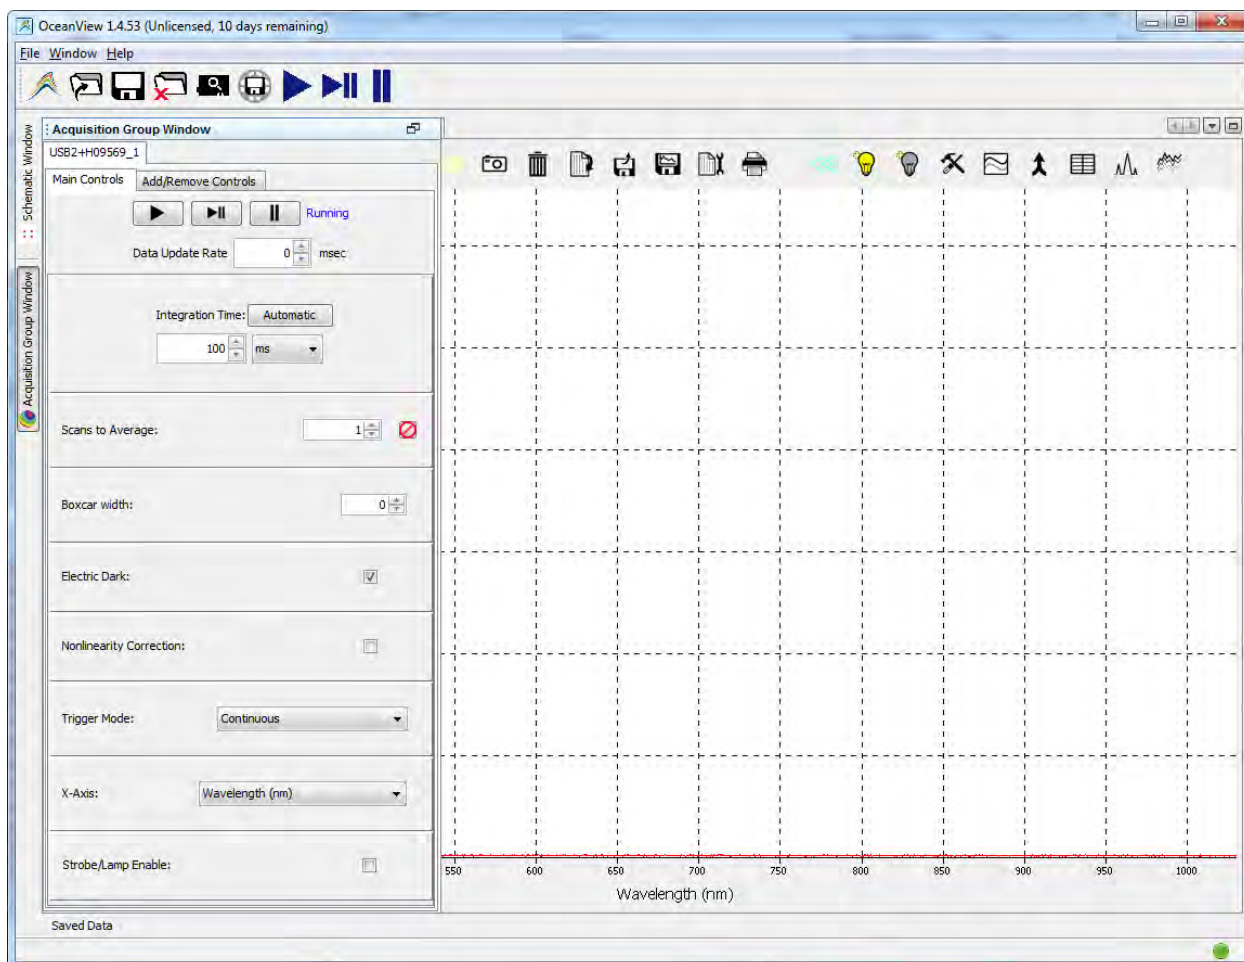 OceanView 1.4.53 (Unlicensed, 10 days remaining)
File Window Help
Schematic Window
Acquisition Group Window
Acquisition Group Window
USB2+H09569_1
Main Controls Add/Remove Controls
Running
Data Update Rate 0 msec
Integration Time: Automatic
100 ms
Scans to Average: 1
Boxcar width: 0
Electric Dark:
Nonlinearity Correction:
Trigger Mode: Continuous
X-Axis: Wavelength (nm)
Strobe/Lamp Enable:
550 600 650 700 750 800 850 900 950 1000
Wavelength (nm)
Saved Data